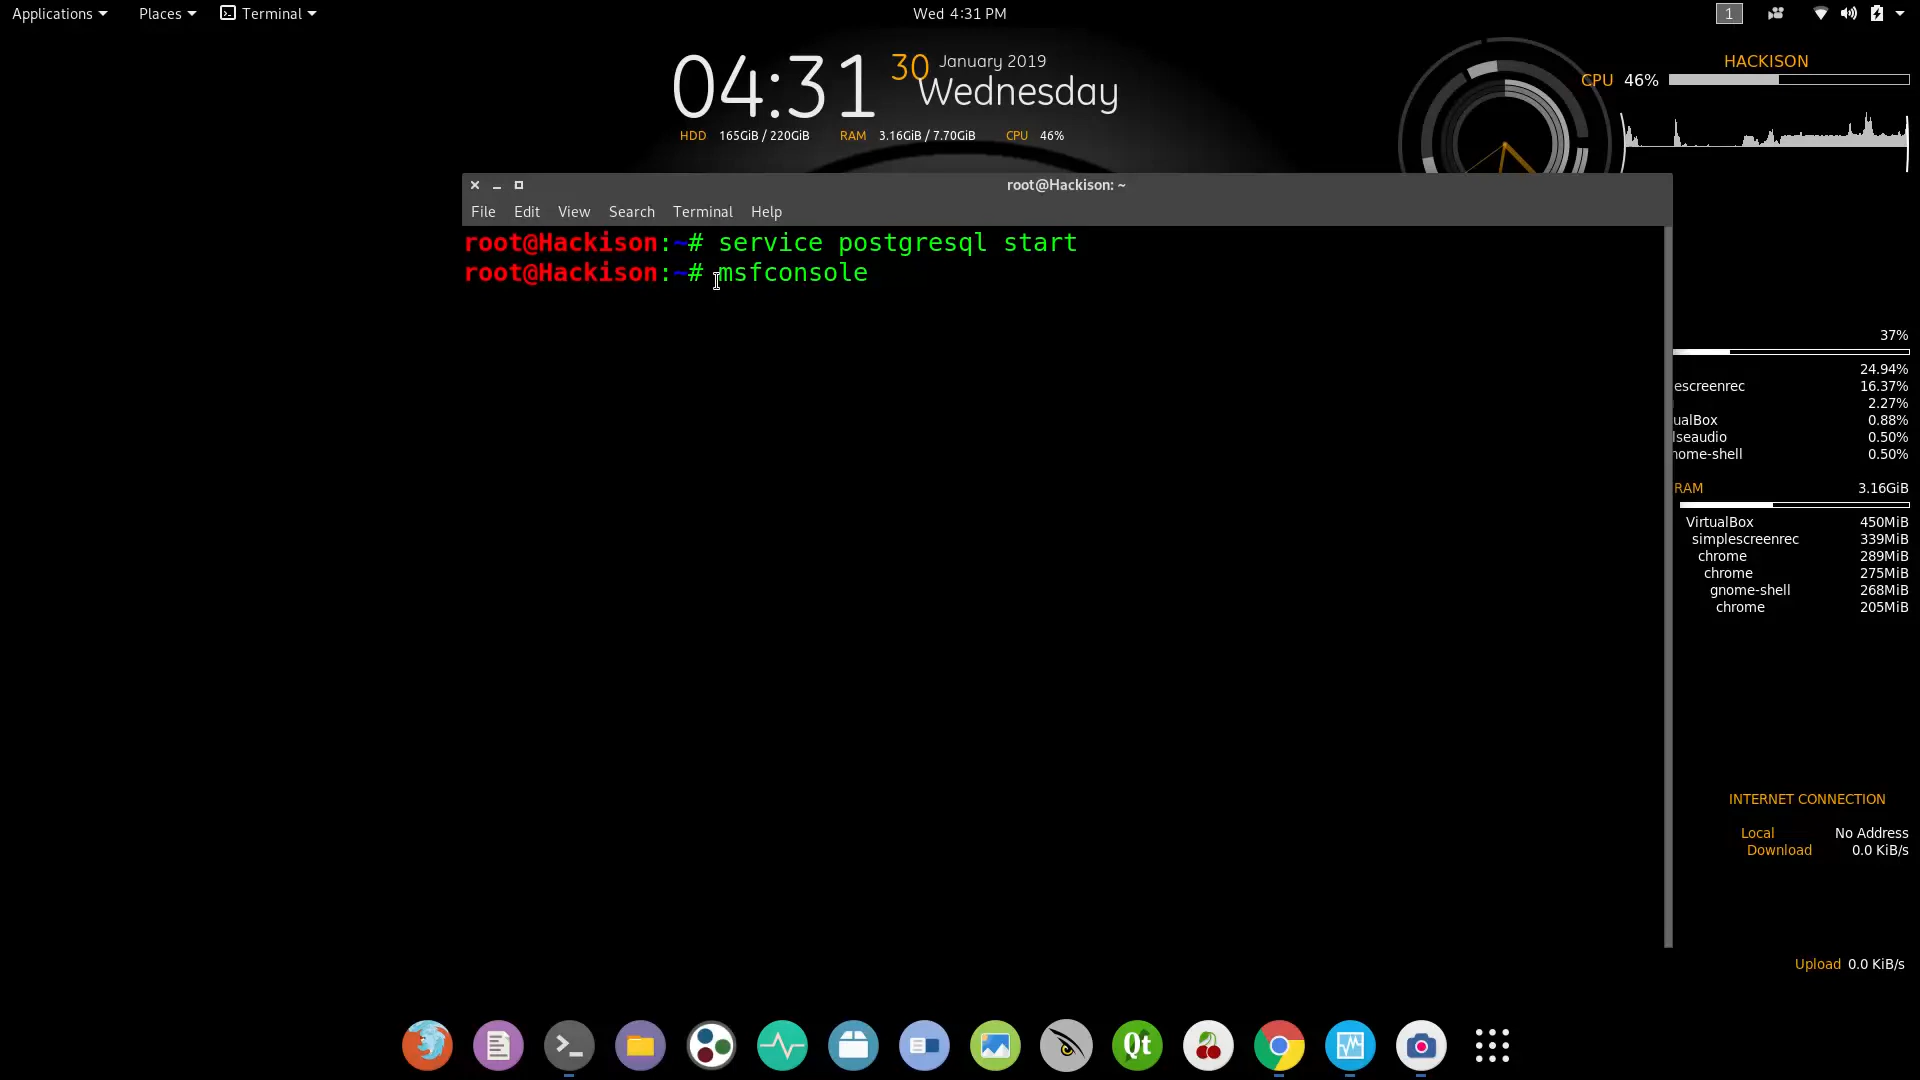 Applications Places Terminal Wed 4:31 PM 1
04:31 30 January 2019
Wednesday
HDD 165GiB / 220GiB RAM 3.16GiB / 7.70GiB CPU 46%
HACKISON
CPU 46%
root@Hackison: ~
File Edit View Search Terminal Help
root@Hackison:~# service postgresql start
root@Hackison:~# msfconsole
37%
24.94%
escreenrec 16.37%
2.27%
ualBox 0.88%
lseaudio 0.50%
nome-shell 0.50%
RAM 3.16GiB
VirtualBox 450MiB
simplescreenrec 339MiB
chrome 289MiB
chrome 275MiB
gnome-shell 268MiB
chrome 205MiB
INTERNET CONNECTION
Local No Address
Download 0.0 KiB/s
Upload 0.0 KiB/s
Qt